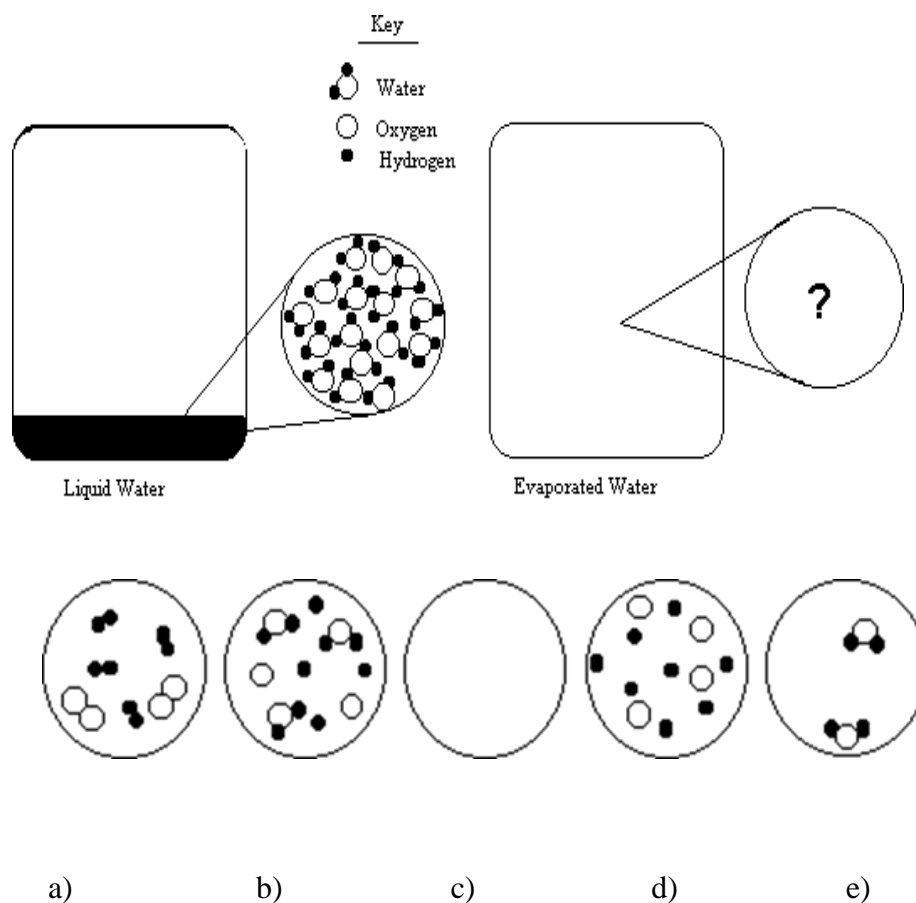 Key
Water
Oxygen
Hydrogen
?
Liquid Water
Evaporated Water
a) b) c) d) e)